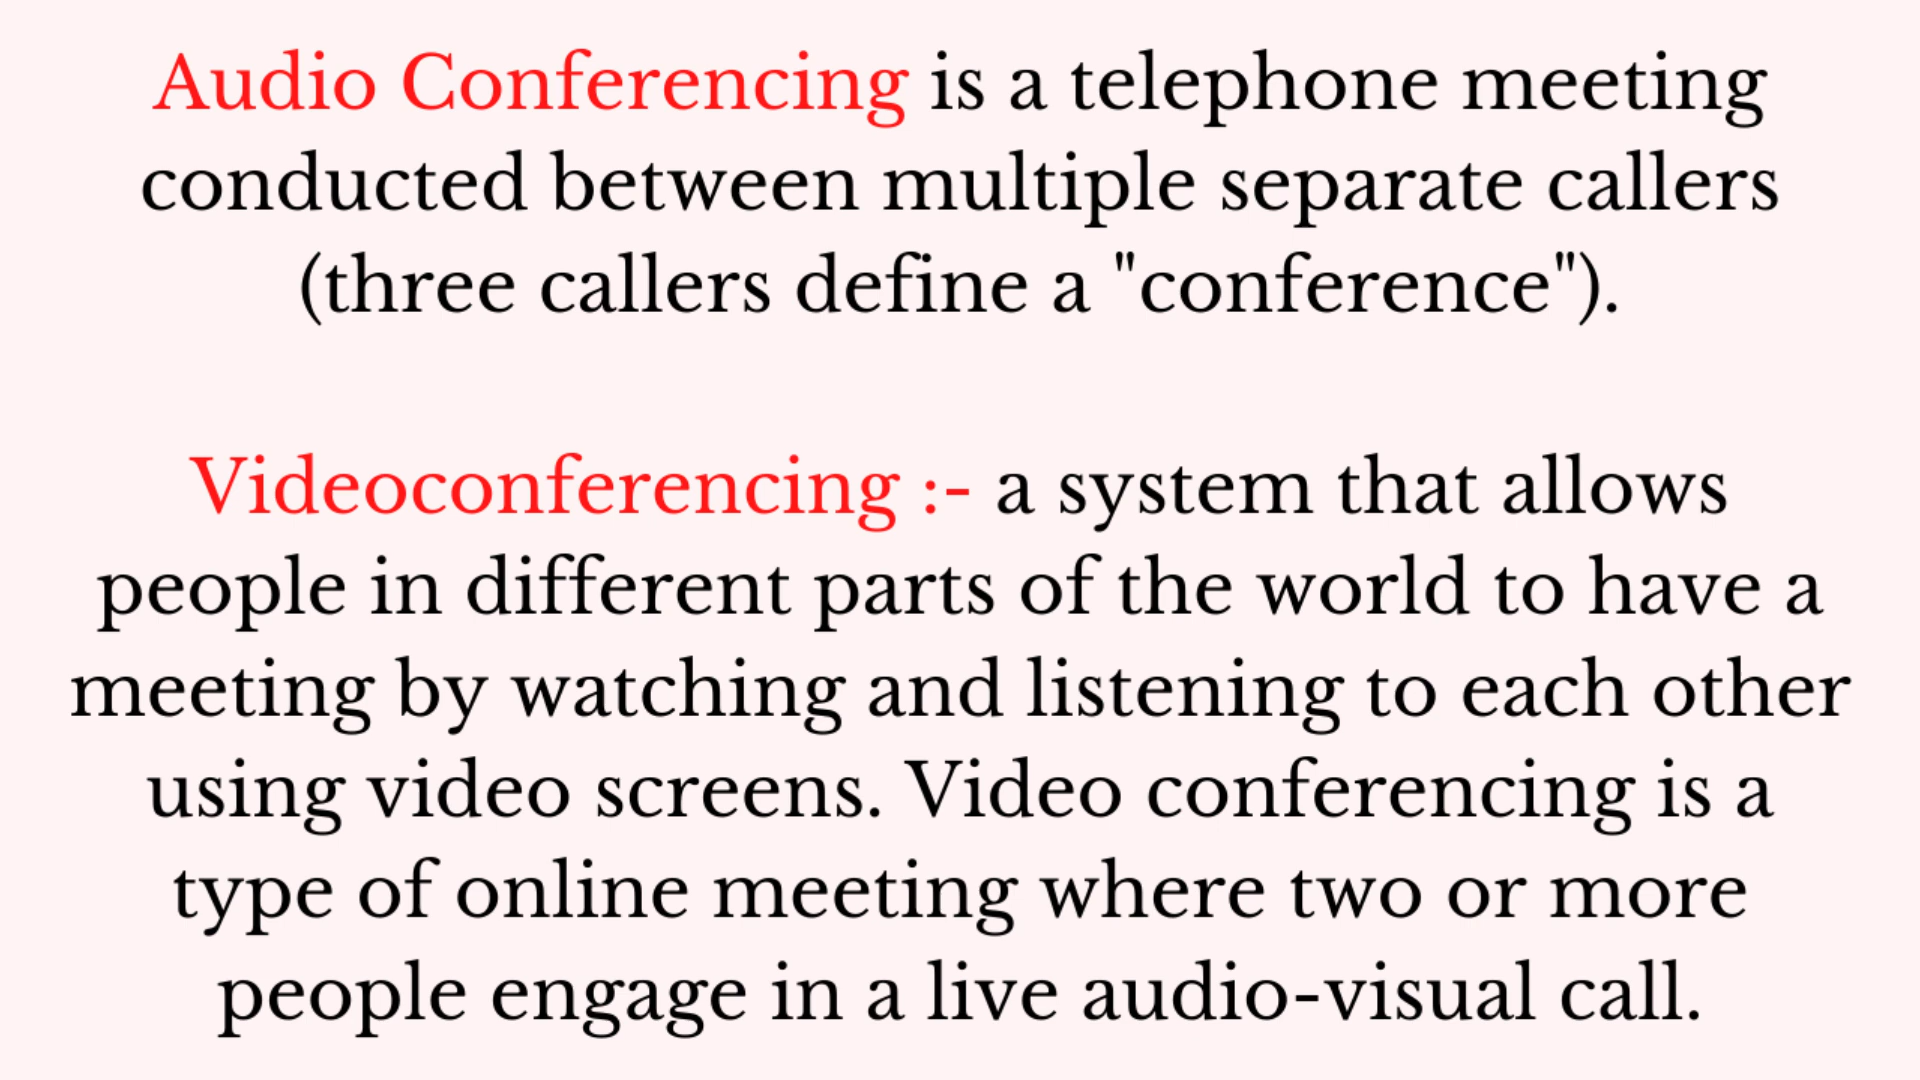 Audio Conferencing is a telephone meeting
conducted between multiple separate callers
(three callers define a "conference").
Videoconferencing :- a system that allows
people in different parts of the world to have a
meeting by watching and listening to each other
using video screens. Video conferencing is a
type of online meeting where two or more
people engage in a live audio-visual call.